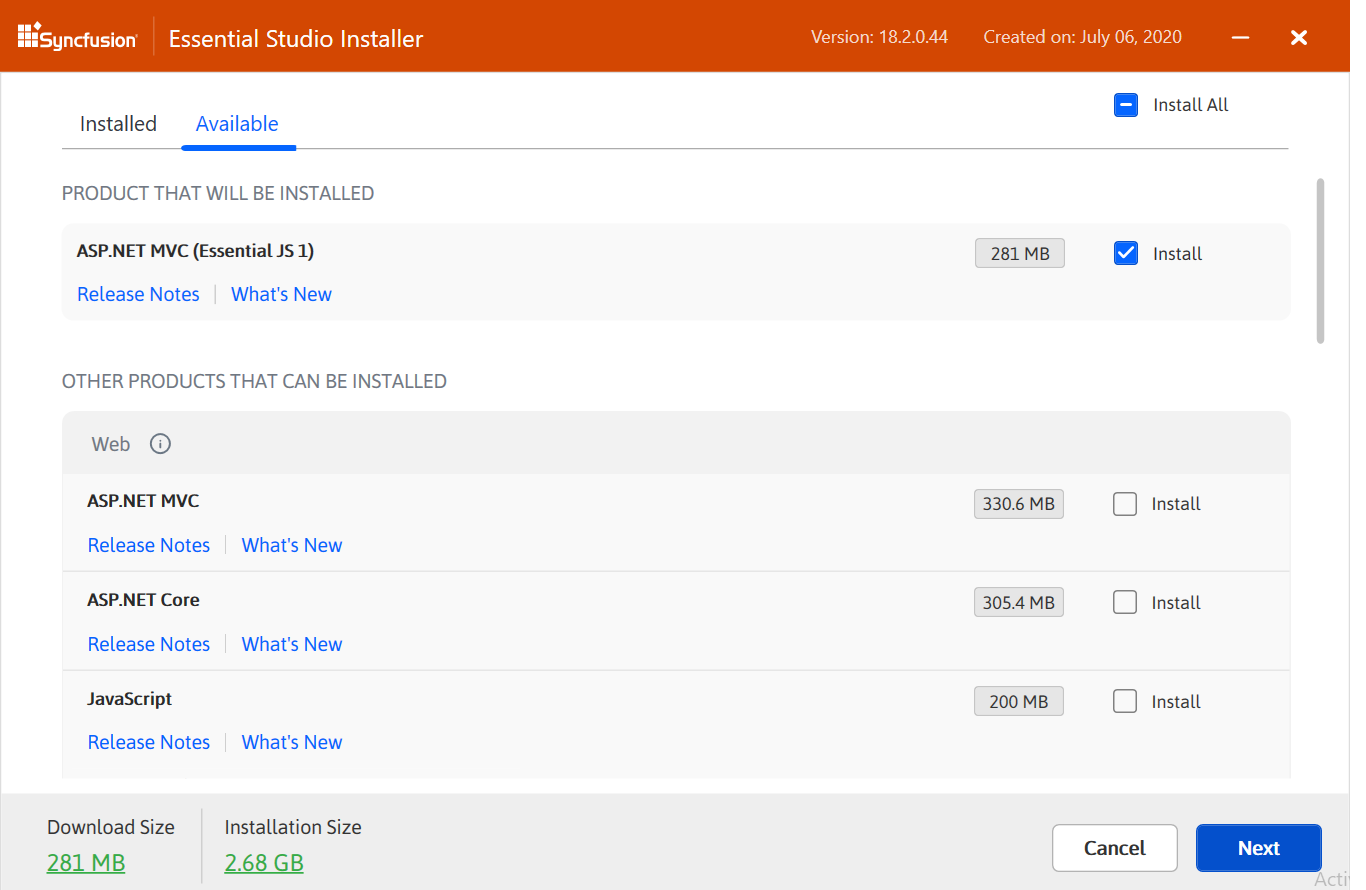 Syncfusion Essential Studio Installer Version: 18.2.0.44 Created on: July 06, 2020
Installed Available Install All
PRODUCT THAT WILL BE INSTALLED
ASP.NET MVC (Essential JS 1) 281 MB Install
Release Notes What's New
OTHER PRODUCTS THAT CAN BE INSTALLED
Web
ASP.NET MVC 330.6 MB Install
Release Notes What's New
ASP.NET Core 305.4 MB Install
Release Notes What's New
JavaScript 200 MB Install
Release Notes What's New
Download Size Installation Size
281 MB 2.68 GB
Cancel Next